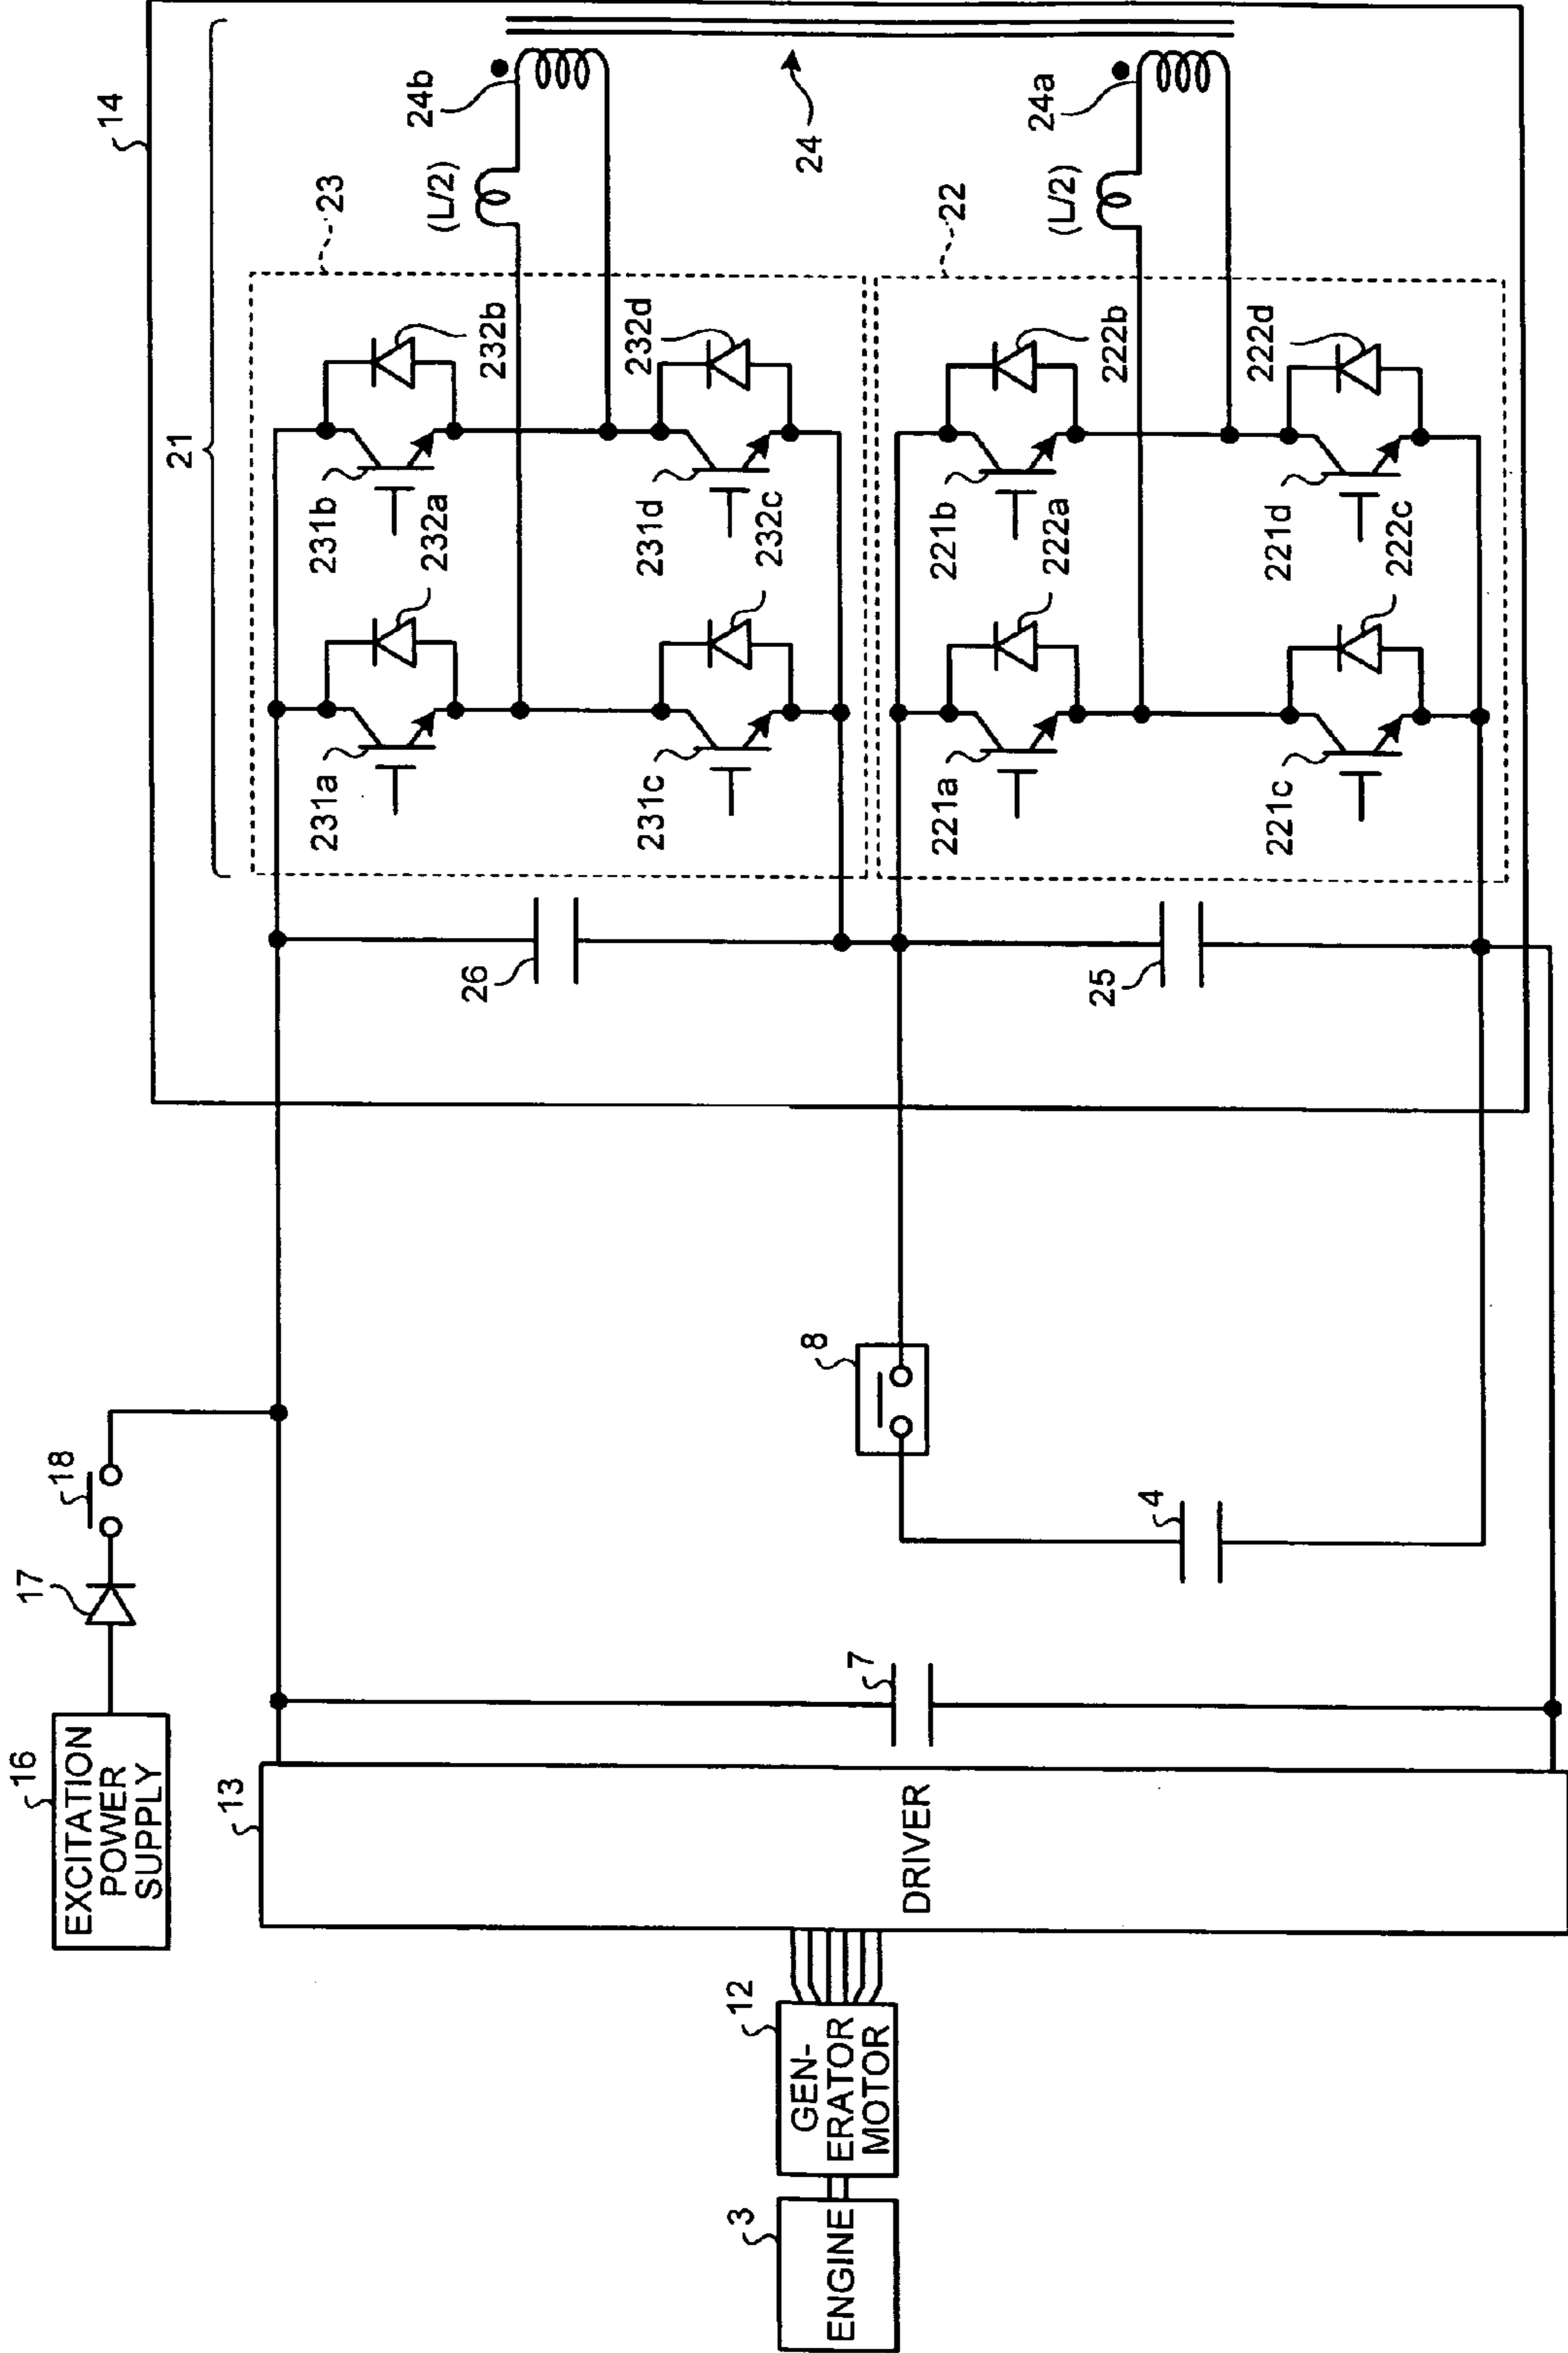 16
EXCITATION
POWER
SUPPLY
17
18
14
21
13
DRIVER
3
ENGINE
12
GEN-
ERATOR
MOTOR
7
4
8
26
25
23
231a
232a
231b
232b
231c
232c
231d
232d
(L/2)
24b
24
22
221a
222a
221b
222b
221c
222c
221d
222d
(L/2)
24a